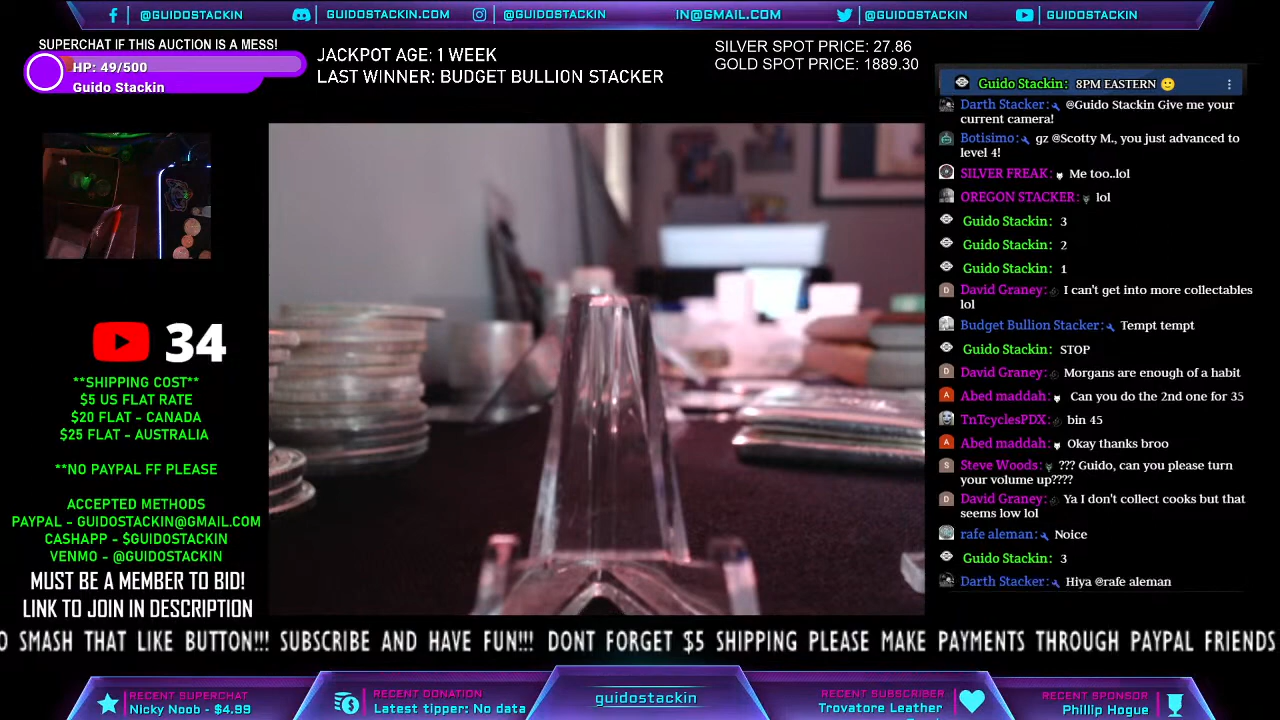 @GUIDOSTACKIN
GUIDOSTACKIN.COM
@GUIDOSTACKIN
IN@GMAIL.COM
@GUIDOSTACKIN
GUIDOSTACKIN
SUPERCHAT IF THIS AUCTION IS A MESS!
HP: 49/500
Guido Stackin
JACKPOT AGE: 1 WEEK
LAST WINNER: BUDGET BULLION STACKER
SILVER SPOT PRICE: 27.86
GOLD SPOT PRICE: 1889.30
34
**SHIPPING COST**
$5 US FLAT RATE
$20 FLAT - CANADA
$25 FLAT - AUSTRALIA
**NO PAYPAL FF PLEASE
ACCEPTED METHODS
PAYPAL - GUIDOSTACKIN@GMAIL.COM
CASHAPP - $GUIDOSTACKIN
VENMO - @GUIDOSTACKIN
MUST BE A MEMBER TO BID!
LINK TO JOIN IN DESCRIPTION
Guido Stackin: 8PM EASTERN 🙂
Darth Stacker: @Guido Stackin Give me your
current camera!
Botisimo: gz @Scotty M., you just advanced to
level 4!
SILVER FREAK: Me too..lol
OREGON STACKER: lol
Guido Stackin: 3
Guido Stackin: 2
Guido Stackin: 1
David Graney: I can't get into more collectables
lol
Budget Bullion Stacker: Tempt tempt
Guido Stackin: STOP
David Graney: Morgans are enough of a habit
A Abed maddah: Can you do the 2nd one for 35
TnTcyclesPDX: bin 45
A Abed maddah: Okay thanks broo
S Steve Woods: ??? Guido, can you please turn
your volume up????
D David Graney: Ya I don't collect cooks but that
seems low lol
rafe aleman: Noice
Guido Stackin: 3
Darth Stacker: Hiya @rafe aleman
O SMASH THAT LIKE BUTTON!!! SUBSCRIBE AND HAVE FUN!!! DONT FORGET $5 SHIPPING PLEASE MAKE PAYMENTS THROUGH PAYPAL FRIENDS
RECENT SUPERCHAT
Nicky Noob - $4.99
RECENT DONATION
Latest tipper: No data
guidostackin
RECENT SUBSCRIBER
Trovatore Leather
RECENT SPONSOR
Phillip Hogue